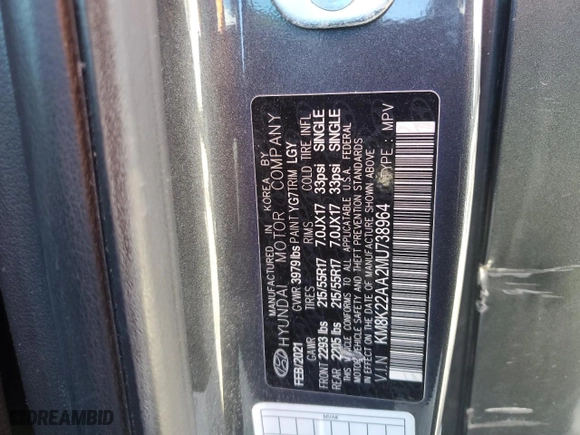 MANUFACTURED IN KOREA BY
HYUNDAI MOTOR COMPANY
FEB/2021 GVWR 3979 lbs PAINT YG7 TRIM LGY
GAWR TIRES RIMS COLD TIRE INFL
FRONT 2293 lbs 215/55R17 7.0JX17 33psi SINGLE
REAR 2205 lbs 215/55R17 7.0JX17 33psi SINGLE
THIS VEHICLE CONFORMS TO ALL APPLICABLE U.S.A. FEDERAL
MOTOR VEHICLE SAFETY AND THEFT PREVENTION STANDARDS
IN EFFECT ON THE DATE OF MANUFACTURE SHOWN ABOVE
V.I.N KM8K22AA2MU738964
TYPE : MPV
DREAMBID